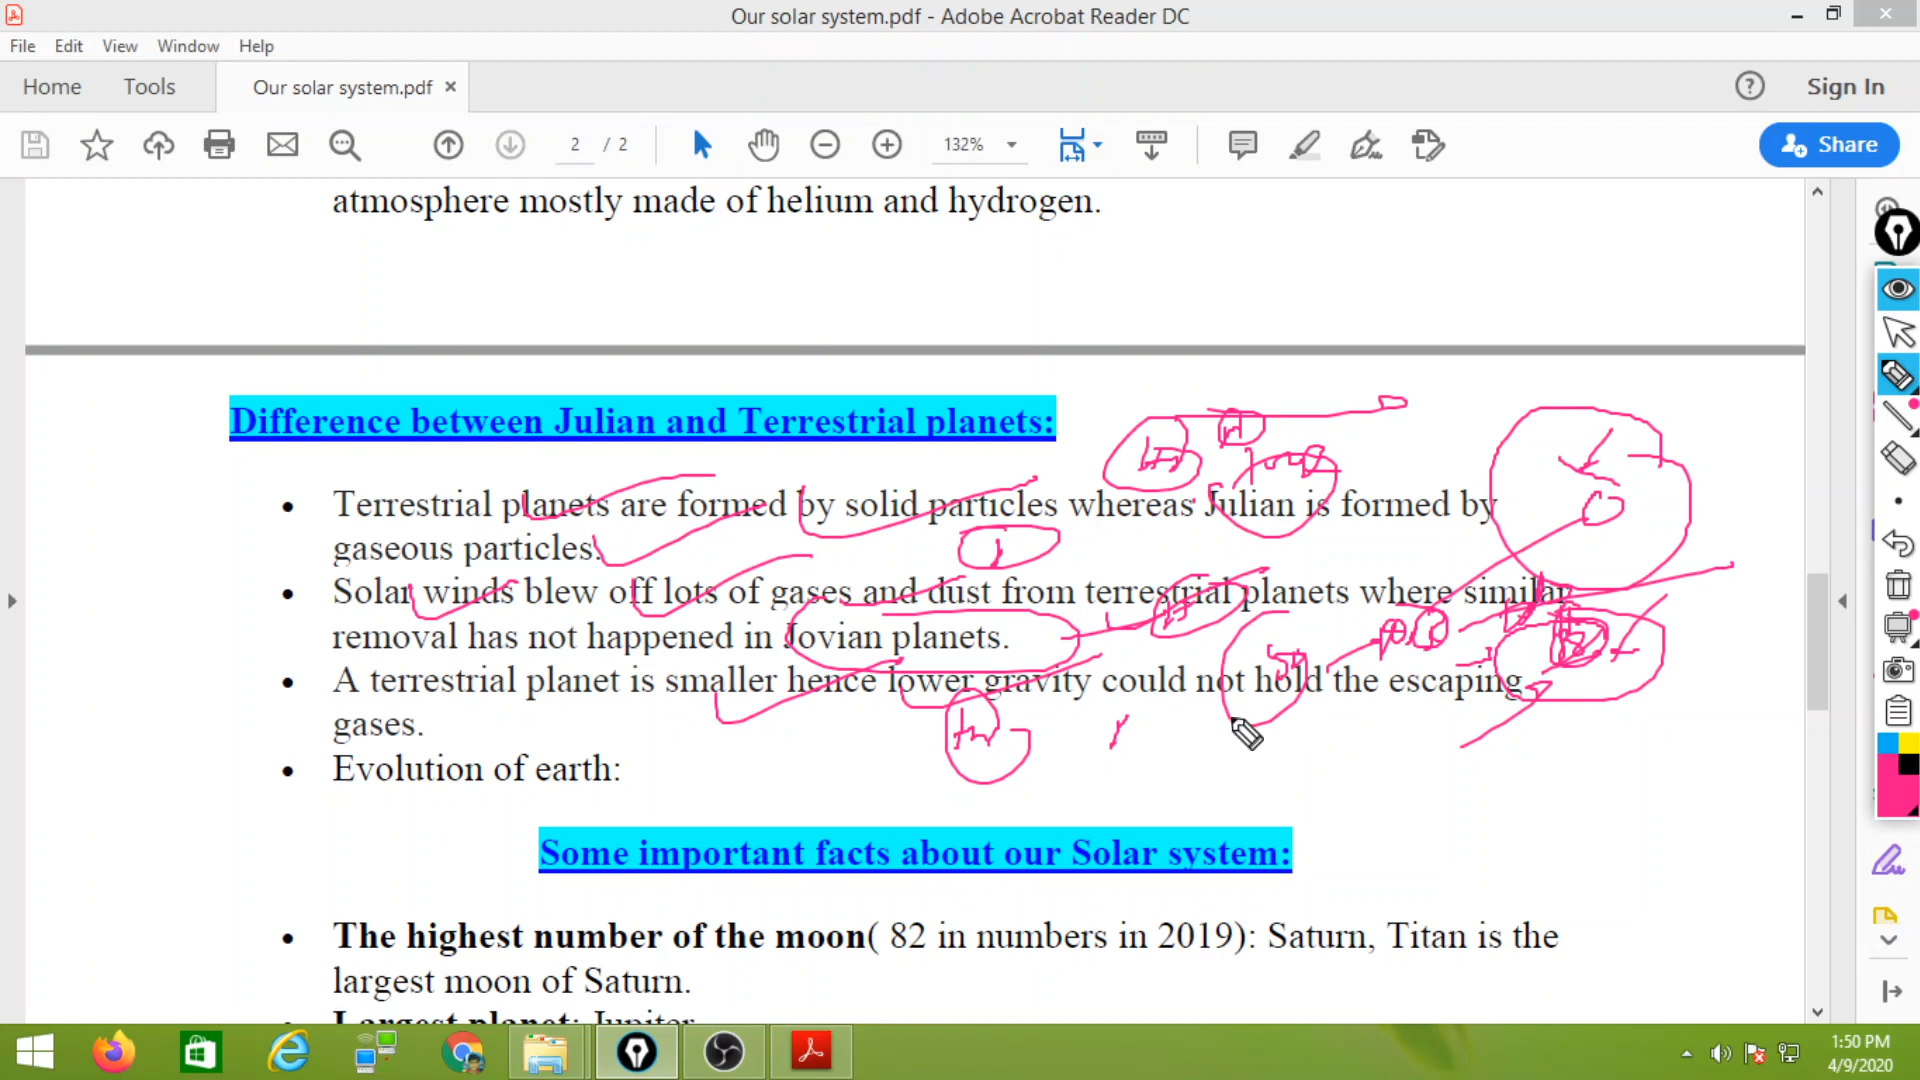 Our solar system.pdf - Adobe Acrobat Reader DC
File Edit View Window Help
Home Tools Our solar system.pdf × Sign In
2 / 2 132% Share
atmosphere mostly made of helium and hydrogen.
Difference between Julian and Terrestrial planets:
• Terrestrial planets are formed by solid particles whereas Julian is formed by
gaseous particles.
• Solar winds blew off lots of gases and dust from terrestrial planets where similar
removal has not happened in Jovian planets.
• A terrestrial planet is smaller hence lower gravity could not hold the escaping
gases.
• Evolution of earth:
Some important facts about our Solar system:
• The highest number of the moon( 82 in numbers in 2019): Saturn, Titan is the
largest moon of Saturn.
• Largest planet: Jupiter
1:50 PM
4/9/2020